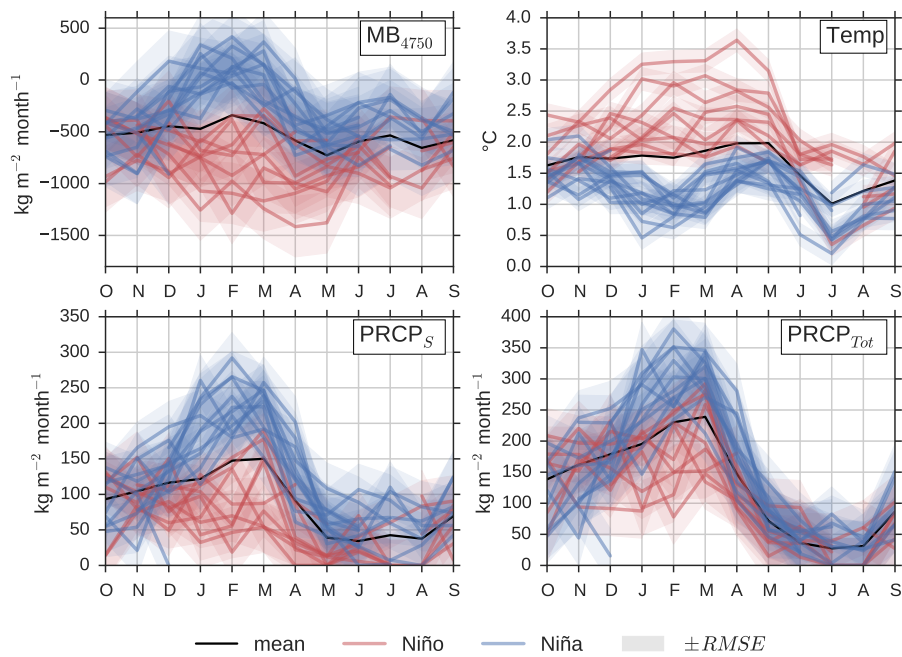 MB4750
kg m−2 month−1
500
0
−500
−1000
−1500
O N D J F M A M J J A S
Temp
°C
4.0
3.5
3.0
2.5
2.0
1.5
1.0
0.5
0.0
O N D J F M A M J J A S
PRCPS
kg m−2 month−1
350
300
250
200
150
100
50
0
O N D J F M A M J J A S
PRCPTot
kg m−2 month−1
400
350
300
250
200
150
100
50
0
O N D J F M A M J J A S
mean Niño Niña ±RMSE